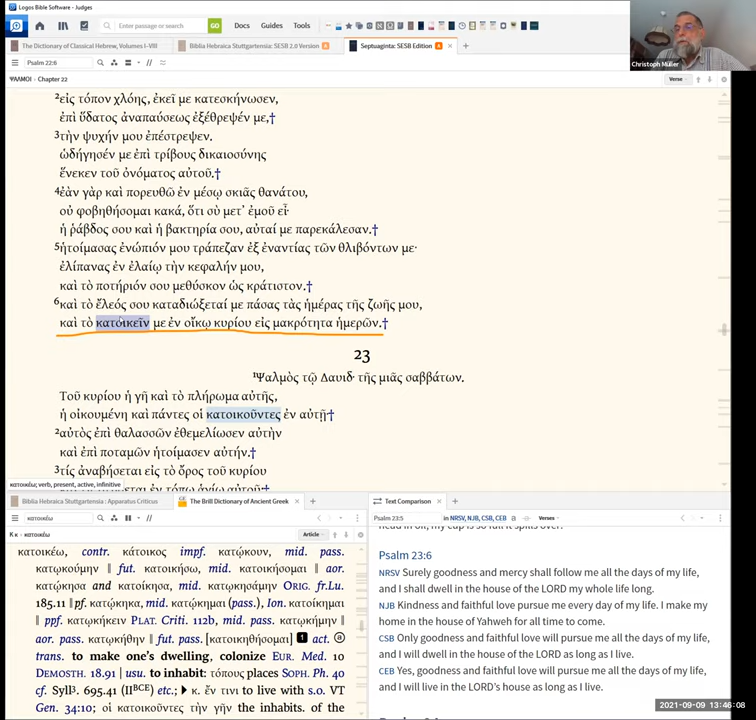 Logos Bible Software - Judges
Enter passage or search GO Docs Guides Tools
The Dictionary of Classical Hebrew, Volumes I–VIII
Biblia Hebraica Stuttgartensia: SESB 2.0 Version
Septuaginta: SESB Edition
Christoph Müller
Psalm 22:6
ΨΑΛΜΟΙ › Chapter 22
Verse
2εἰς τόπον χλόης, ἐκεῖ με κατεσκήνωσεν,
ἐπὶ ὕδατος ἀναπαύσεως ἐξέθρεψέν με,†
3τὴν ψυχήν μου ἐπέστρεψεν.
ὡδήγησέν με ἐπὶ τρίβους δικαιοσύνης
ἕνεκεν τοῦ ὀνόματος αὐτοῦ.†
4ἐὰν γὰρ καὶ πορευθῶ ἐν μέσῳ σκιᾶς θανάτου,
οὐ φοβηθήσομαι κακά, ὅτι σὺ μετ᾿ ἐμοῦ εἶ·
ἡ ῥάβδος σου καὶ ἡ βακτηρία σου, αὐταί με παρεκάλεσαν.†
5ἡτοίμασας ἐνώπιόν μου τράπεζαν ἐξ ἐναντίας τῶν θλιβόντων με·
ἐλίπανας ἐν ἐλαίῳ τὴν κεφαλήν μου,
καὶ τὸ ποτήριόν σου μεθύσκον ὡς κράτιστον.†
6καὶ τὸ ἔλεός σου καταδιώξεταί με πάσας τὰς ἡμέρας τῆς ζωῆς μου,
καὶ τὸ κατοικεῖν με ἐν οἴκῳ κυρίου εἰς μακρότητα ἡμερῶν.†
23
1Ψαλμὸς τῷ Δαυιδ· τῆς μιᾶς σαββάτων.
Τοῦ κυρίου ἡ γῆ καὶ τὸ πλήρωμα αὐτῆς,
ἡ οἰκουμένη καὶ πάντες οἱ κατοικοῦντες ἐν αὐτῇ·†
2αὐτὸς ἐπὶ θαλασσῶν ἐθεμελίωσεν αὐτὴν
καὶ ἐπὶ ποταμῶν ἡτοίμασεν αὐτήν.†
3τίς ἀναβήσεται εἰς τὸ ὄρος τοῦ κυρίου
κατοικέω; verb, present, active, infinitive
Biblia Hebraica Stuttgartensia: Apparatus Criticus
The Brill Dictionary of Ancient Greek
κατοικέω
Κ κ › κατοικέω
Article
κατοικέω, contr. κάτοικος impf. κατῴκουν, mid. pass.
κατῳκούμην ‖ fut. κατοικήσω, mid. κατοικήσομαι ‖ aor.
κατῴκησα and κατοίκησα, mid. κατῳκησάμην ORIG. fr.Lu.
185.11 ‖ pf. κατῴκηκα, mid. κατῴκημαι (pass.), Ion. κατοίκημαι
‖ ppf. κατῳκήκειν PLAT. Criti. 112b, mid. pass. κατῳκήμην ‖
aor. pass. κατῳκήθην ‖ fut. pass. [κατοικηθήσομαι] 1 act. ⓐ
trans. to make one’s dwelling, colonize EUR. Med. 10
DEMOSTH. 18.91 | usu. to inhabit: τόπους SOPH. Ph. 40
cf. Syll³. 695.41 (IIᴮᶜᴱ) etc.; ▶ κ. ἔν τινι to live with s.o. VT
Gen. 34:10; οἱ κατοικοῦντες τὴν γῆν the inhabits. of the
Text Comparison
Psalm 23:5 in NRSV, NJB, CSB, CEB a Verses
head in oil; my cup is so full it spills over!
Psalm 23:6
NRSV Surely goodness and mercy shall follow me all the days of my life,
and I shall dwell in the house of the LORD my whole life long.
NJB Kindness and faithful love pursue me every day of my life. I make my
home in the house of Yahweh for all time to come.
CSB Only goodness and faithful love will pursue me all the days of my life,
and I will dwell in the house of the LORD as long as I live.
CEB Yes, goodness and faithful love will pursue me all the days of my life,
and I will live in the LORD’s house as long as I live.
2021-09-09 13:46:08